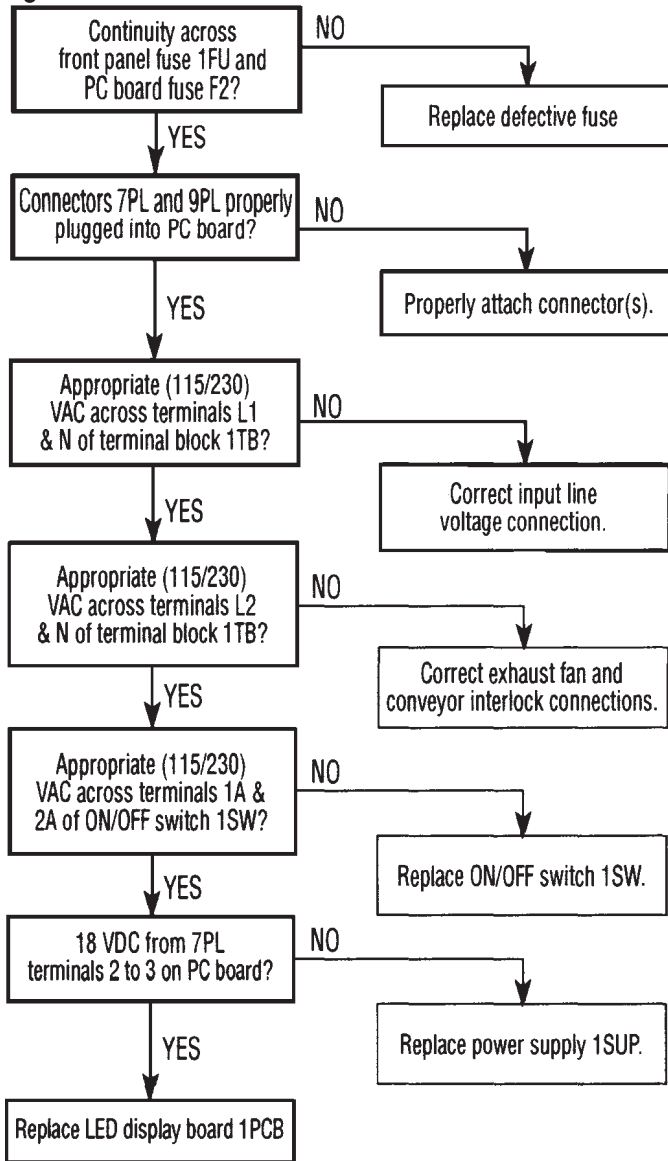 Continuity across
front panel fuse 1FU and
PC board fuse F2?
NO
Replace defective fuse
YES
Connectors 7PL and 9PL properly
plugged into PC board?
NO
Properly attach connector(s).
YES
Appropriate (115/230)
VAC across terminals L1
& N of terminal block 1TB?
NO
Correct input line
voltage connection.
YES
Appropriate (115/230)
VAC across terminals L2
& N of terminal block 1TB?
NO
Correct exhaust fan and
conveyor interlock connections.
YES
Appropriate (115/230)
VAC across terminals 1A &
2A of ON/OFF switch 1SW?
NO
Replace ON/OFF switch 1SW.
YES
18 VDC from 7PL
terminals 2 to 3 on PC board?
NO
Replace power supply 1SUP.
YES
Replace LED display board 1PCB